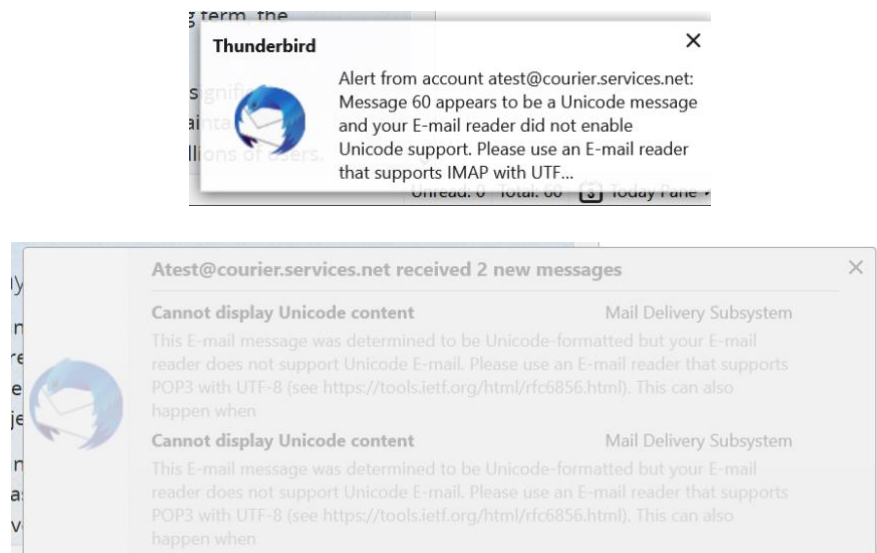 g term, the
Thunderbird
Alert from account atest@courier.services.net:
Message 60 appears to be a Unicode message
and your E-mail reader did not enable
Unicode support. Please use an E-mail reader
that supports IMAP with UTF...
signifi
ainta
llions of users.
Unread: 0 Total: 60 Today Pane
Atest@courier.services.net received 2 new messages
Cannot display Unicode content Mail Delivery Subsystem
This E-mail message was determined to be Unicode-formatted but your E-mail
reader does not support Unicode E-mail. Please use an E-mail reader that supports
POP3 with UTF-8 (see https://tools.ietf.org/html/rfc6856.html). This can also
happen when
Cannot display Unicode content Mail Delivery Subsystem
This E-mail message was determined to be Unicode-formatted but your E-mail
reader does not support Unicode E-mail. Please use an E-mail reader that supports
POP3 with UTF-8 (see https://tools.ietf.org/html/rfc6856.html). This can also
happen when